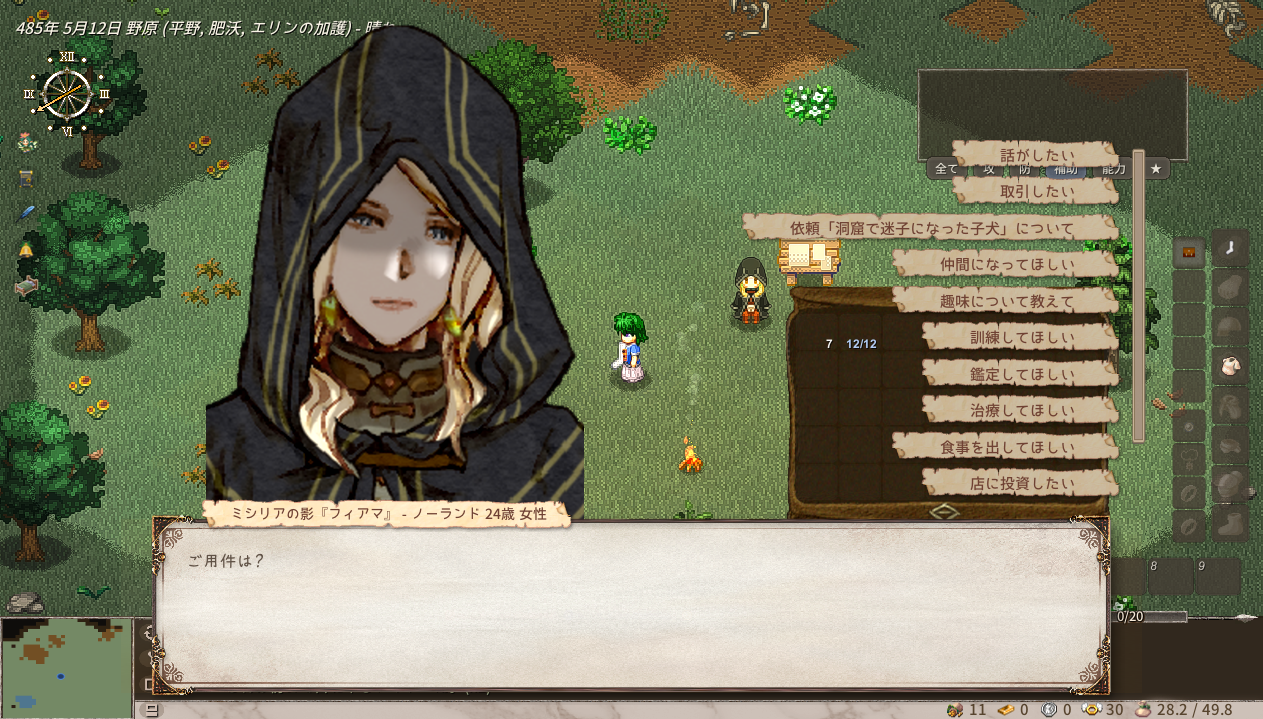 485年 5月12日 野原 (平野, 肥沃, エリンの加護) - 晴れ
XII
III
VI
IX
話がしたい
全て 攻 防 補助 能力 ★
取引したい
依頼「洞窟で迷子になった子犬」について
仲間になってほしい
趣味について教えて
訓練してほしい
7 12/12
鑑定してほしい
治療してほしい
食事を出してほしい
店に投資したい
ミシリアの影『フィアマ』 - ノーランド 24歳 女性
ご用件は?
8 9
0/20
11 0 0 30 28.2 / 49.8